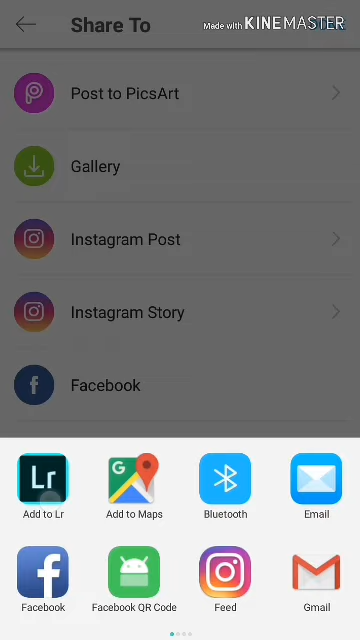 Share To
Made with KINEMASTER
Post to PicsArt
Gallery
Instagram Post
Instagram Story
f
Facebook
Lr
G
Add to Lr
Add to Maps
Bluetooth
Email
f
Facebook
Facebook QR Code
Feed
Gmail